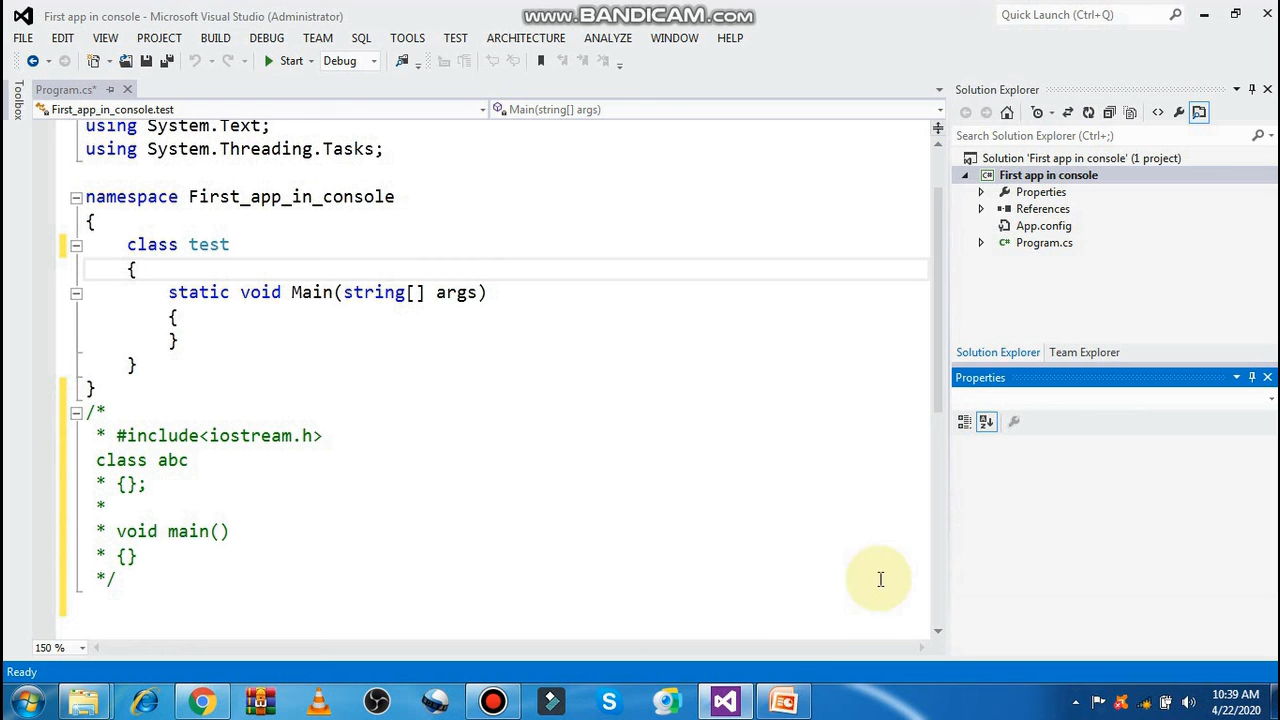 First app in console - Microsoft Visual Studio (Administrator)
www.BANDICAM.com
Quick Launch (Ctrl+Q)
FILE EDIT VIEW PROJECT BUILD DEBUG TEAM SQL TOOLS TEST ARCHITECTURE ANALYZE WINDOW HELP
Start Debug
Toolbox
Program.cs*
First_app_in_console.test
Main(string[] args)
using System.Text;
using System.Threading.Tasks;
namespace First_app_in_console
{
class test
{
static void Main(string[] args)
{
}
}
}
/*
* #include<iostream.h>
class abc
* {};
*
* void main()
* {}
*/
150 %
Solution Explorer
Search Solution Explorer (Ctrl+;)
Solution 'First app in console' (1 project)
C# First app in console
Properties
References
App.config
C# Program.cs
Solution Explorer Team Explorer
Properties
Ready
10:39 AM
4/22/2020